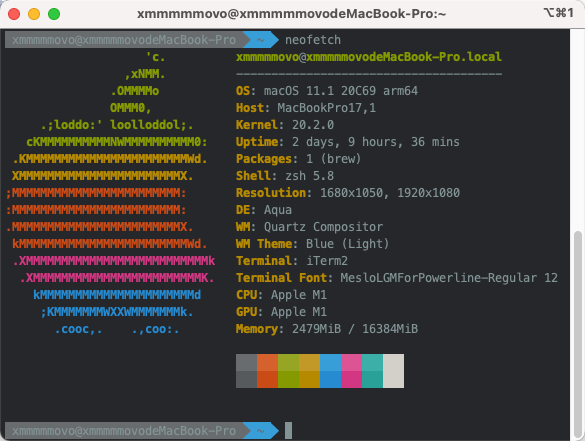 xmmmmmovo@xmmmmmovodeMacBook-Pro:~
⌥⌘1
xmmmmmovo@xmmmmmovodeMacBook-Pro ~ neofetch
'c. xmmmmmovo@xmmmmmovodeMacBook-Pro.local
,xNMM. --------------------------------------
.OMMMMo OS: macOS 11.1 20C69 arm64
OMMM0, Host: MacBookPro17,1
.;loddo:' loolloddol;. Kernel: 20.2.0
cKMMMMMMMMMMNWMMMMMMMMMM0: Uptime: 2 days, 9 hours, 36 mins
.KMMMMMMMMMMMMMMMMMMMMMMMWd. Packages: 1 (brew)
XMMMMMMMMMMMMMMMMMMMMMMMX. Shell: zsh 5.8
;MMMMMMMMMMMMMMMMMMMMMMMM: Resolution: 1680x1050, 1920x1080
:MMMMMMMMMMMMMMMMMMMMMMMM: DE: Aqua
.MMMMMMMMMMMMMMMMMMMMMMMMX. WM: Quartz Compositor
kMMMMMMMMMMMMMMMMMMMMMMMMWd. WM Theme: Blue (Light)
.XMMMMMMMMMMMMMMMMMMMMMMMMMMk Terminal: iTerm2
.XMMMMMMMMMMMMMMMMMMMMMMMMK. Terminal Font: MesloLGMForPowerline-Regular 12
kMMMMMMMMMMMMMMMMMMMMMMd CPU: Apple M1
;KMMMMMMMWXXWMMMMMMMk. GPU: Apple M1
.cooc,. .,coo:. Memory: 2479MiB / 16384MiB
xmmmmmovo@xmmmmmovodeMacBook-Pro ~